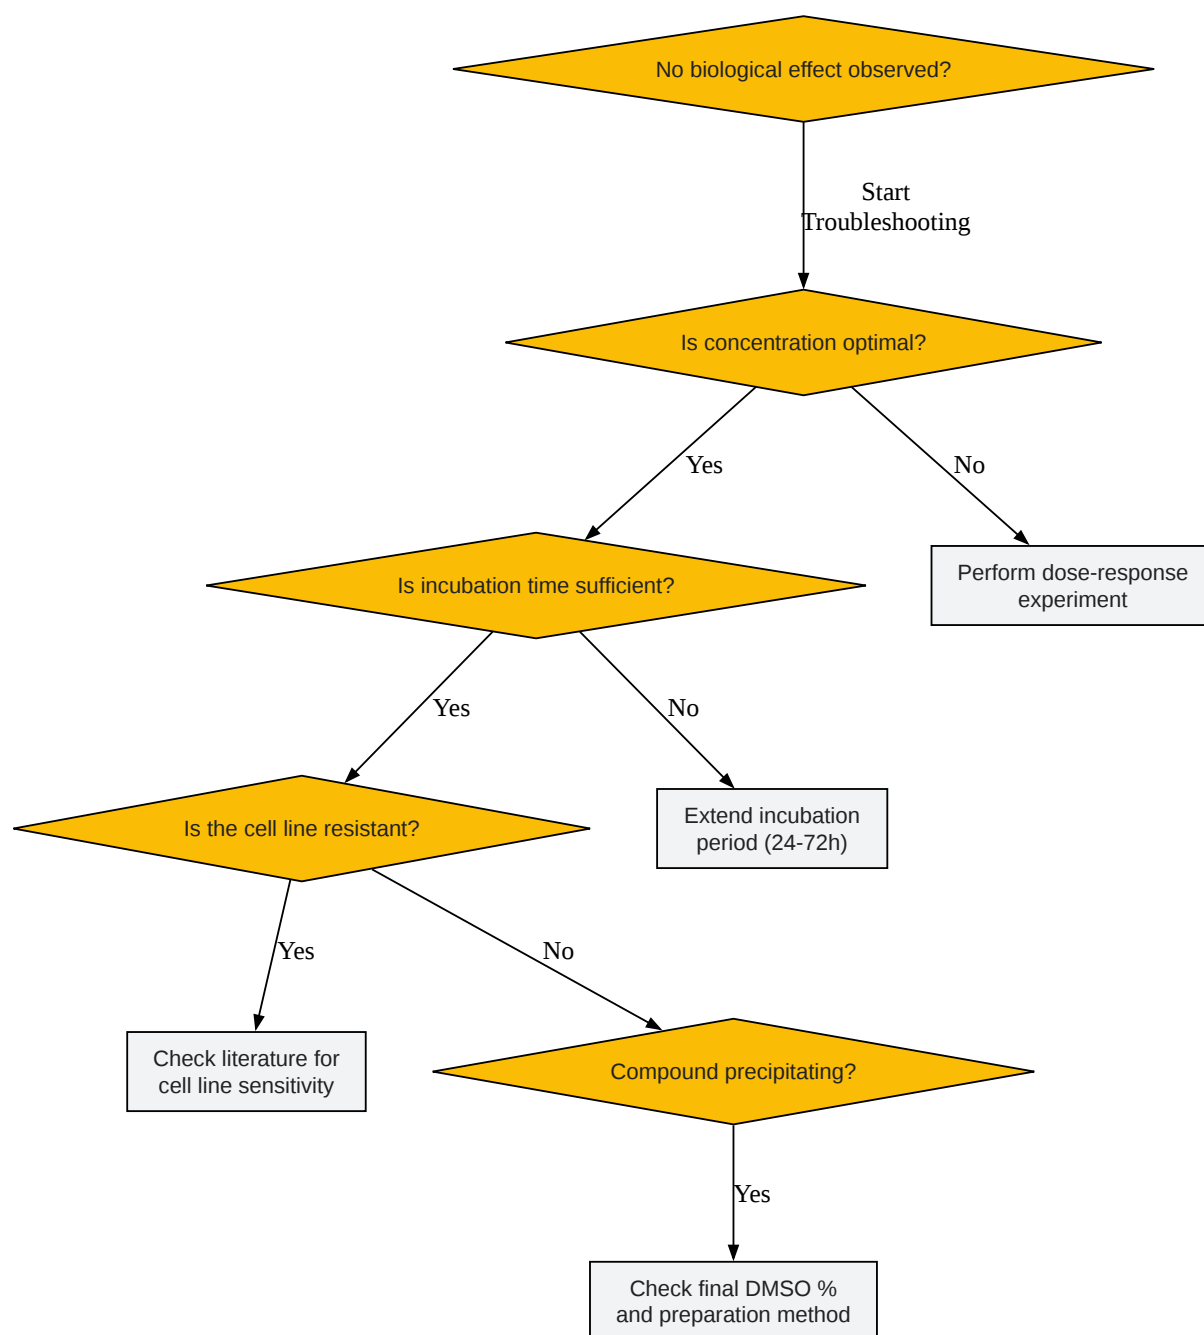 No biological effect observed?
Start
Troubleshooting
Is concentration optimal?
Yes
No
Is incubation time sufficient?
Perform dose-response
experiment
Yes
No
Is the cell line resistant?
Extend incubation
period (24-72h)
Yes
No
Check literature for
cell line sensitivity
Compound precipitating?
Yes
Check final DMSO %
and preparation method